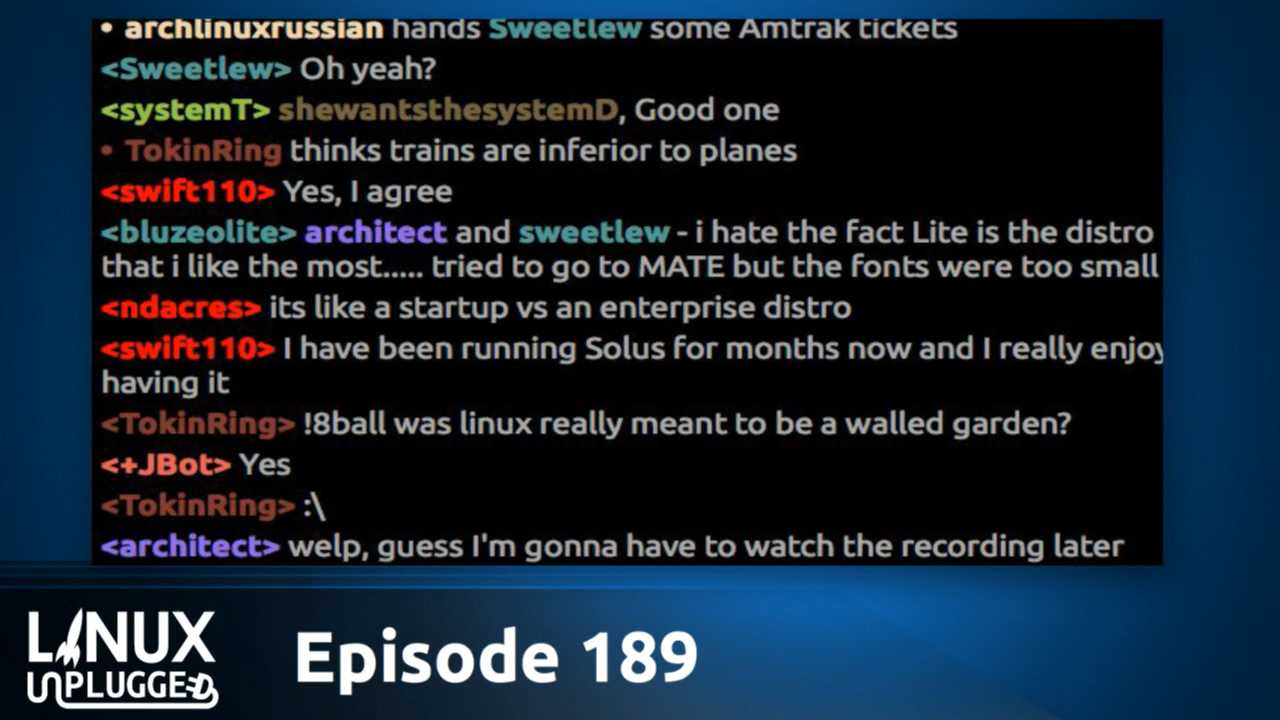 • archlinuxrussian hands Sweetlew some Amtrak tickets
<Sweetlew> Oh yeah?
<systemT> shewantsthesystemD, Good one
• TokinRing thinks trains are inferior to planes
<swift110> Yes, I agree
<bluzeolite> architect and sweetlew - i hate the fact Lite is the distro
that i like the most..... tried to go to MATE but the fonts were too small
<ndacres> its like a startup vs an enterprise distro
<swift110> I have been running Solus for months now and I really enjoy
having it
<TokinRing> !8ball was linux really meant to be a walled garden?
<+JBot> Yes
<TokinRing> :\
<architect> welp, guess I'm gonna have to watch the recording later
LINUX
UNPLUGGED
Episode 189